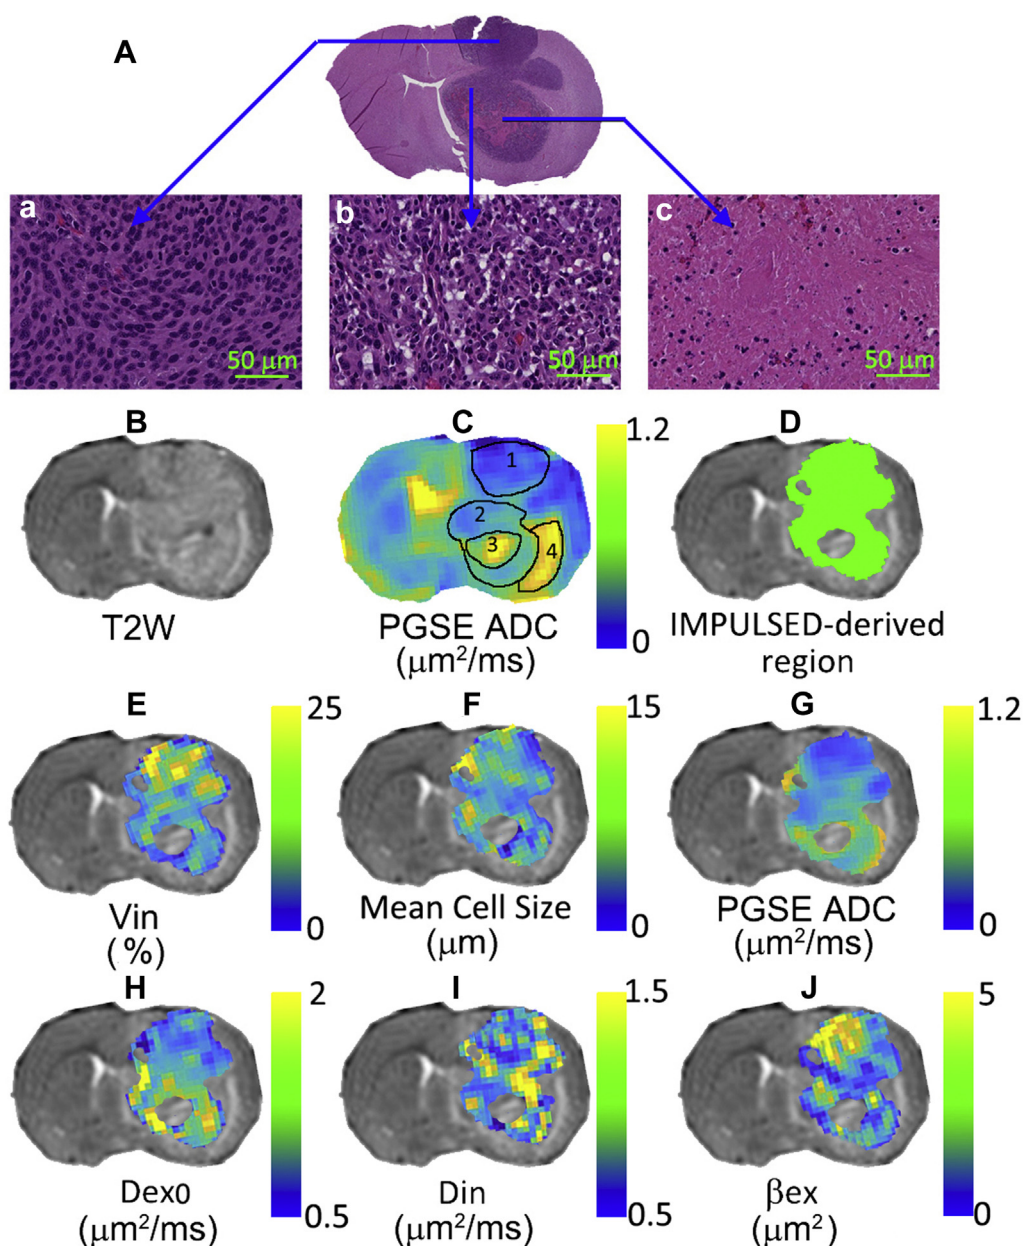 A
a
b
c
50 μm
50 μm
50 μm
B
C
D
1.2
1
2
3
4
0
T2W
PGSE ADC
(μm²/ms)
IMPULSED-derived
region
E
F
G
25
15
1.2
0
0
0
Vin
(%)
Mean Cell Size
(μm)
PGSE ADC
(μm²/ms)
H
I
J
2
1.5
5
0.5
0.5
0
Dex0
(μm²/ms)
Din
(μm²/ms)
βex
(μm²)